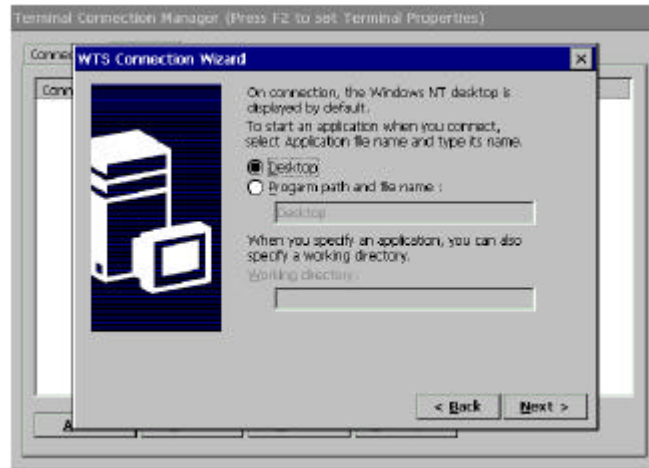 Terminal Connection Manager (Press F2 to set Terminal Properties)
Connec
WTS Connection Wizard
Conn
On connection, the Windows NT desktop is
displayed by default.
To start an application when you connect,
select Application file name and type its name.
Desktop
Progarm path and file name :
Desktop
When you specify an application, you can also
specify a working directory.
Working directory :
< Back
Next >
A